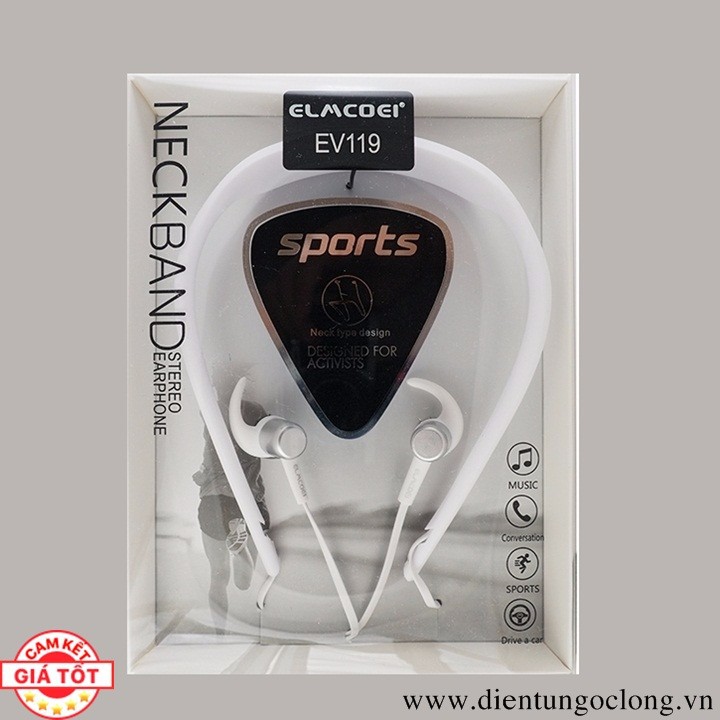 ELMCOEI®
EV119
NECKBAND
STEREO
EARPHONE
sports
Neck type design
DESIGNED FOR
ACTIVISTS
ELMCOEI
MUSIC
Conversation
SPORTS
Drive a car
CAM KẾT
GIÁ TỐT
www.dientungoclong.vn